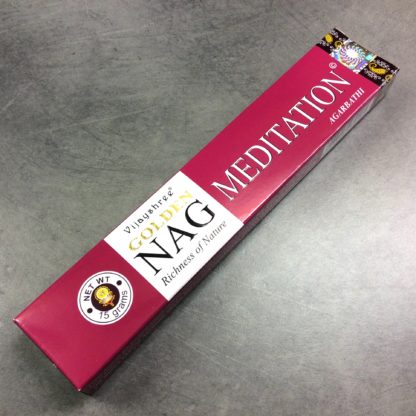 Vijayshree®
GOLDEN
NAG
Richness of Nature
MEDITATION©
AGARBATHI
NET WT
15 grams